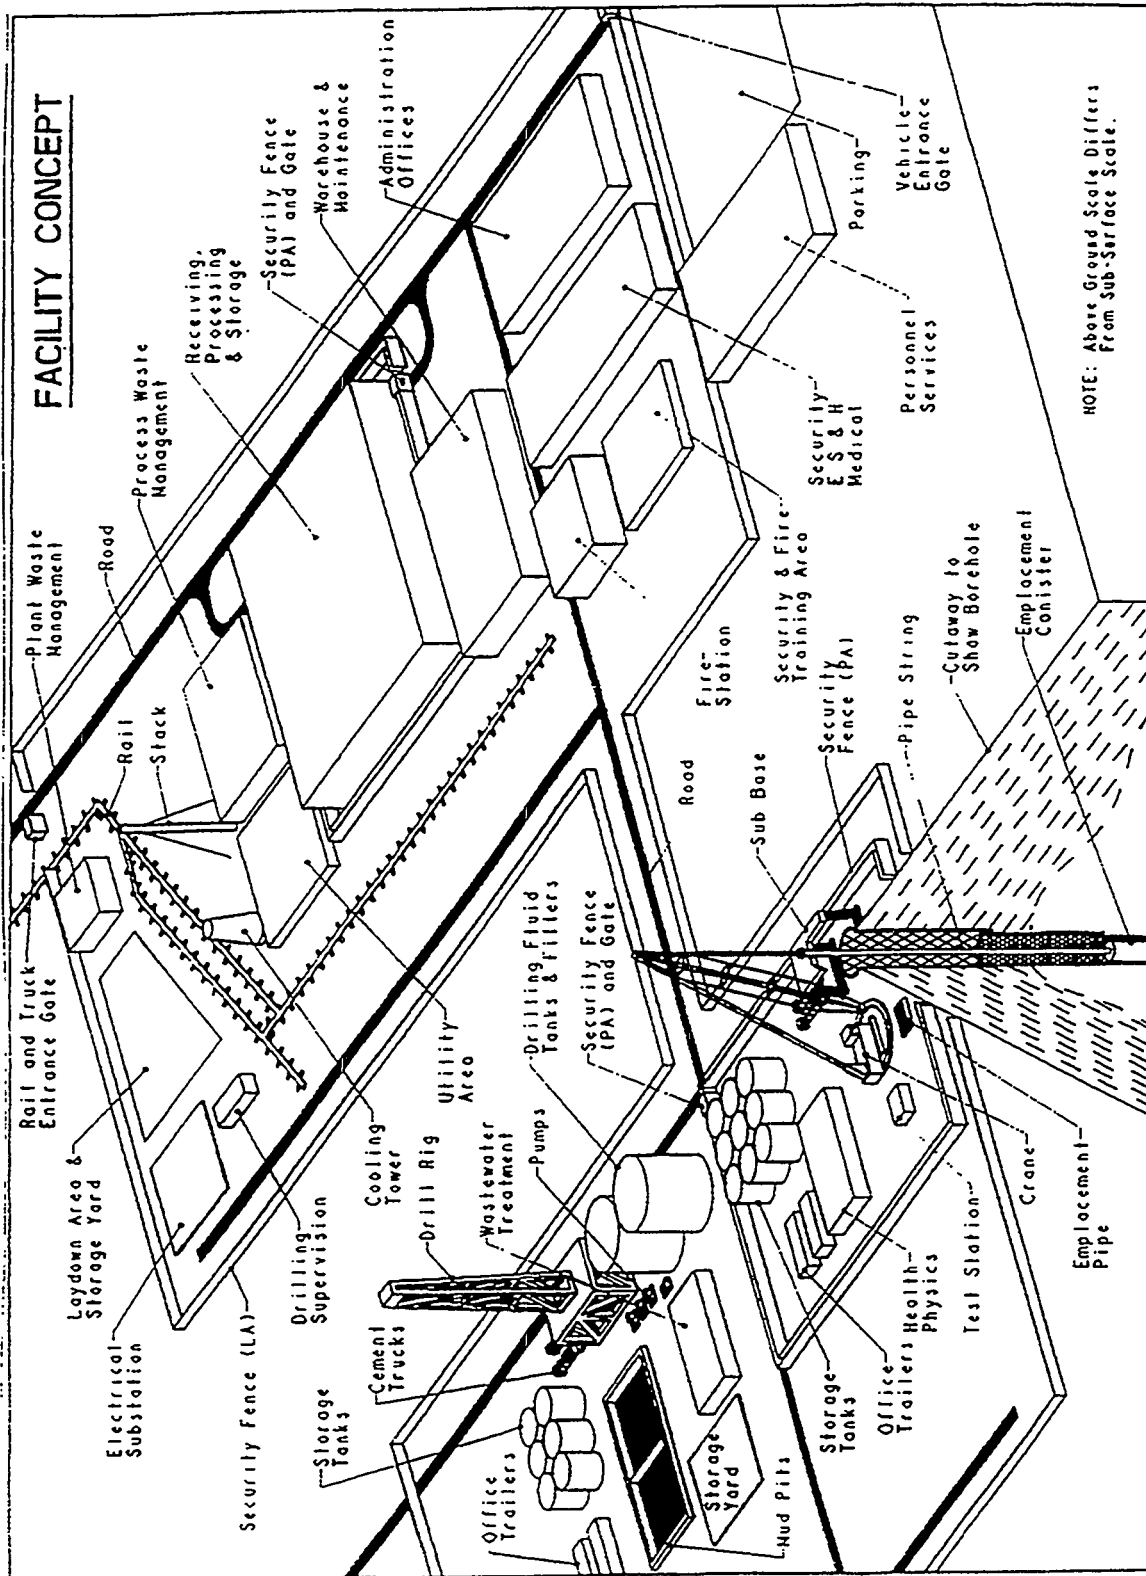 FACILITY CONCEPT
Plant Waste
Management
Road
Process Waste
Management
Receiving,
Processing
& Storage
Security Fence
(PA) and Gate
Warehouse &
Maintenance
Administration
Offices
Rail
Stack
Rail and Truck
Entrance Gate
Laydown Area &
Storage Yard
Electrical
Substation
Security Fence (LA)
Drilling
Supervision
Cooling
Tower
Utility
Area
Drill Rig
Cement
Trucks
Storage
Tanks
Office
Trailers
Wastewater
Treatment
Pumps
Drilling Fluid
Tanks & Fillers
Security Fence
(PA) and Gate
Road
Sub Base
Fire
Station
Security & Fire
Training Area
Security
E S & H
Medical
Personnel
Services
Parking
Vehicle
Entrance
Gate
Security
Fence (PA)
Pipe String
Cutaway to
Show Borehole
Emplacement
Canister
Storage
Yard
Mud Pits
Storage
Tanks
Office
Trailers
Health
Physics
Test Station
Crane
Emplacement
Pipe
NOTE: Above Ground Scale Differs
From Sub-Surface Scale.